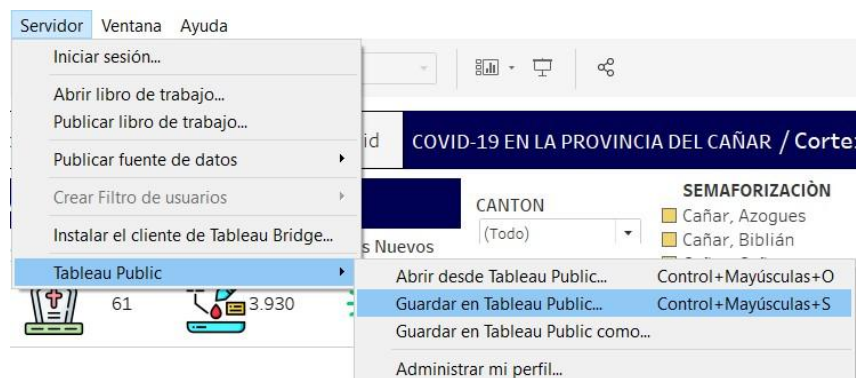 Servidor Ventana Ayuda
Iniciar sesión...
Abrir libro de trabajo...
Publicar libro de trabajo...
id COVID-19 EN LA PROVINCIA DEL CAÑAR / Corte:
Publicar fuente de datos
Crear Filtro de usuarios
CANTON
SEMAFORIZACIÒN
Cañar, Azogues
(Todo)
Cañar, Biblián
Instalar el cliente de Tableau Bridge...
s Nuevos
Tableau Public
Abrir desde Tableau Public... Control+Mayúsculas+O
61 3.930
Guardar en Tableau Public... Control+Mayúsculas+S
Guardar en Tableau Public como...
Administrar mi perfil...